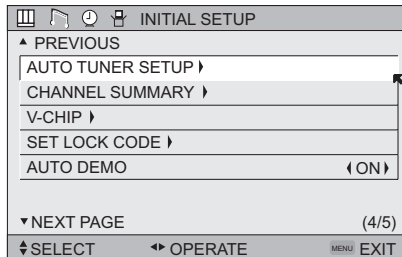 INITIAL SETUP
PREVIOUS
AUTO TUNER SETUP
CHANNEL SUMMARY
V-CHIP
SET LOCK CODE
AUTO DEMO ON
NEXT PAGE (4/5)
SELECT OPERATE MENU EXIT